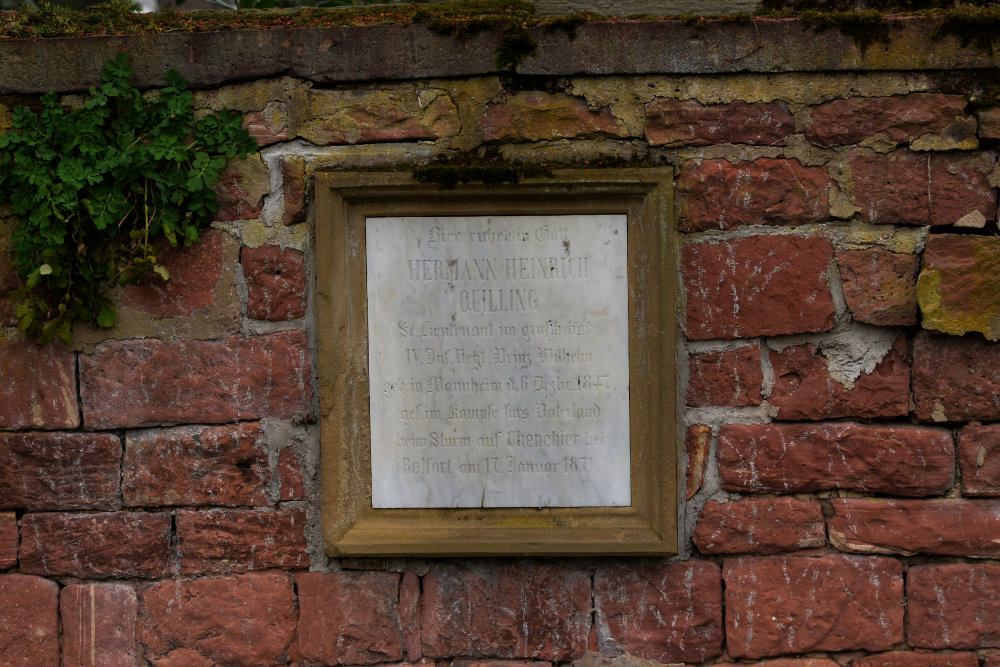 Hier ruhet in Gott
HERMANN HEINRICH
QUILLING
Sc. Lieutenant im großh. bad.
IV. Inf. Regt. Prinz Wilhelm
geb. in Mannheim d. 6. Dezbr. 1847.
gef. im Kampfe fürs Vaterland
beim Sturm auf Chenebier bei
Belfort am 17. Januar 1871.